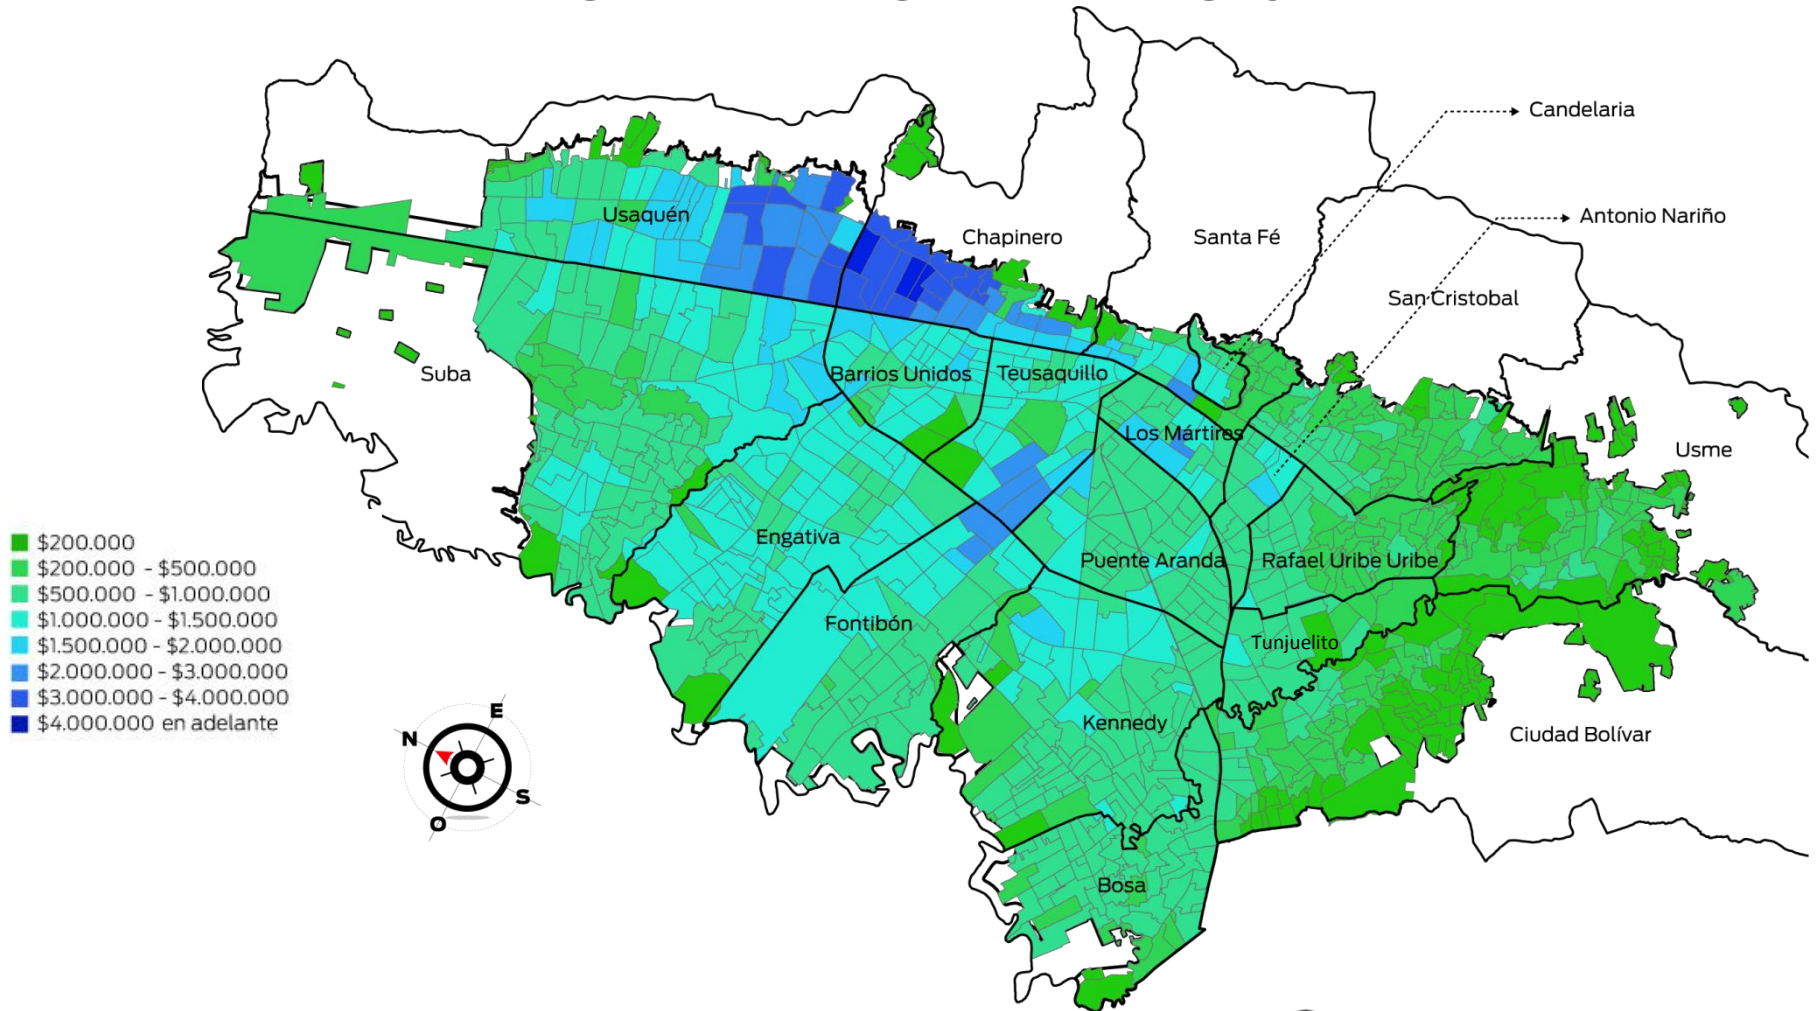 Candelaria
Antonio Nariño
Usaquén
Chapinero
Santa Fé
San Cristobal
Suba
Barrios Unidos
Teusaquillo
Los Mártires
Usme
Engativa
Puente Aranda
Rafael Uribe Uribe
Fontibón
Tunjuelito
Kennedy
Ciudad Bolívar
Bosa
$200.000
$200.000 - $500.000
$500.000 - $1.000.000
$1.000.000 - $1.500.000
$1.500.000 - $2.000.000
$2.000.000 - $3.000.000
$3.000.000 - $4.000.000
$4.000.000 en adelante
E
N
S
O